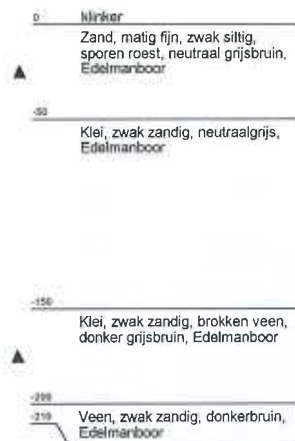 0 klinker
Zand, matig fijn, zwak siltig,
sporen roest, neutraal grijsbruin,
Edelmanboor
-50
Klei, zwak zandig, neutraalgrijs,
Edelmanboor
-150
Klei, zwak zandig, brokken veen,
donker grijsbruin, Edelmanboor
-200
-210
Veen, zwak zandig, donkerbruin,
Edelmanboor